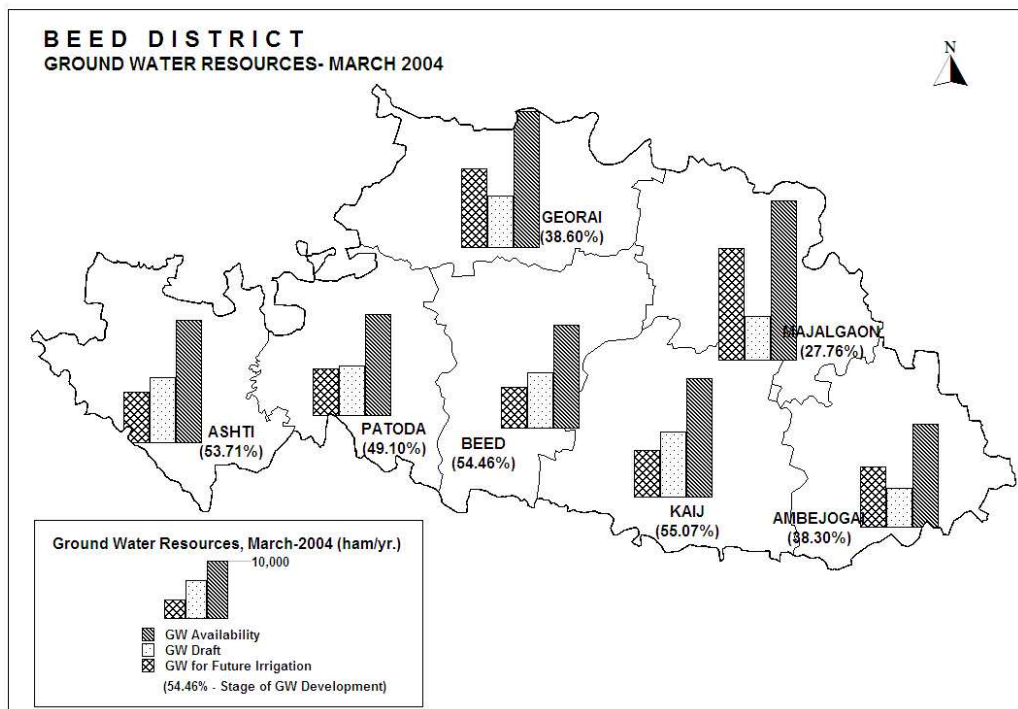 BEED DISTRICT
GROUND WATER RESOURCES- MARCH 2004
N
GEORAI
(38.60%)
MAJALGAON
(27.76%)
ASHTI
(53.71%)
PATODA
(49.10%)
BEED
(54.46%)
KAIJ
(55.07%)
AMBEJOGAI
(38.30%)
Ground Water Resources, March-2004 (ham/yr.)
10,000
GW Availability
GW Draft
GW for Future Irrigation
(54.46% - Stage of GW Development)